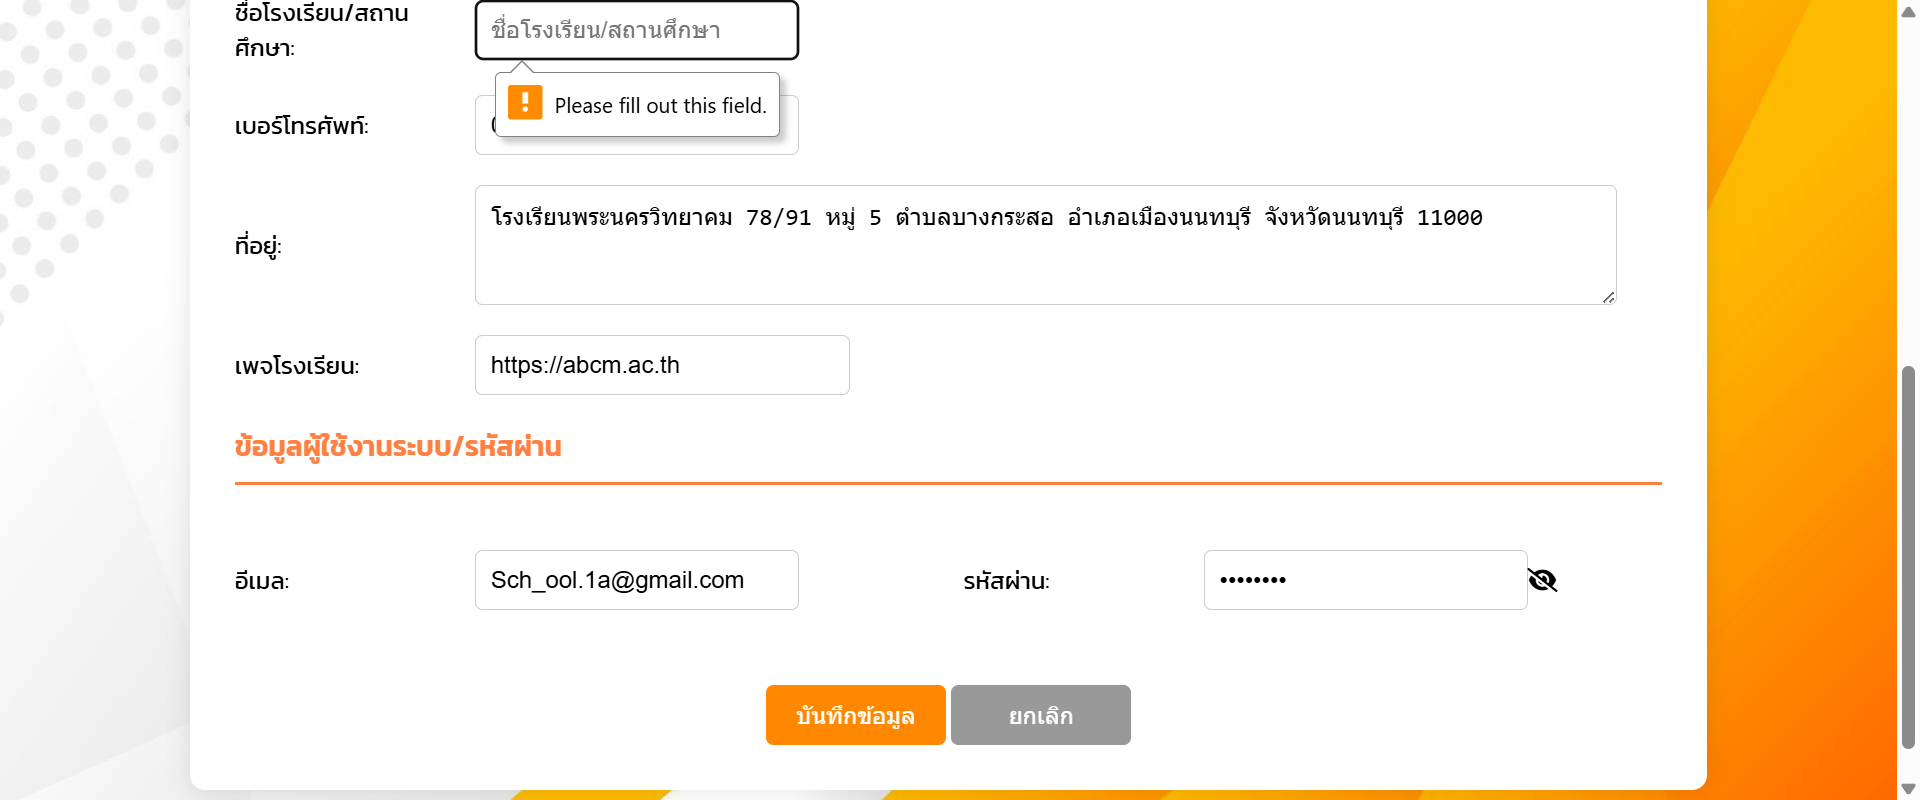 ชื่อโรงเรียน/สถาน
ศึกษา:
ชื่อโรงเรียน/สถานศึกษา
Please fill out this field.
เบอร์โทรศัพท์:
ที่อยู่:
โรงเรียนพระนครวิทยาคม 78/91 หมู่ 5 ตำบลบางกระสอ อำเภอเมืองนนทบุรี จังหวัดนนทบุรี 11000
เพจโรงเรียน:
https://abcm.ac.th
ข้อมูลผู้ใช้งานระบบ/รหัสผ่าน
อีเมล:
Sch_ool.1a@gmail.com
รหัสผ่าน:
••••••••
บันทึกข้อมูล
ยกเลิก